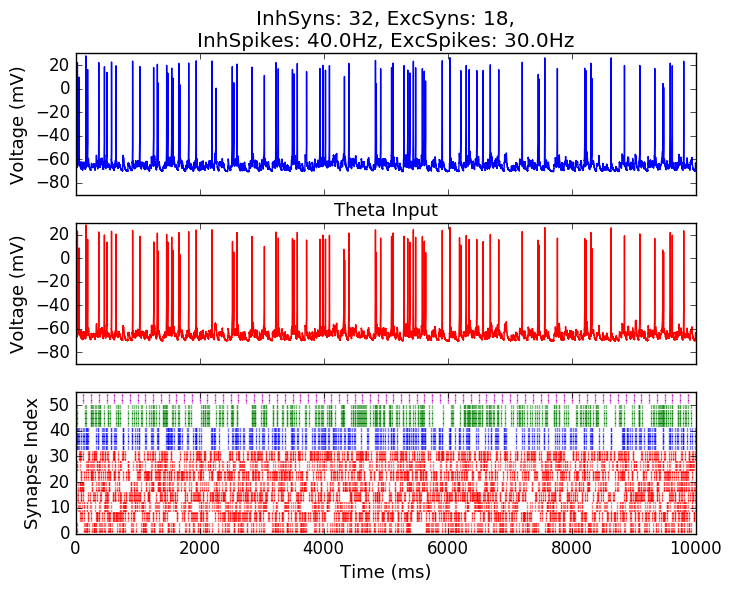 InhSyns: 32, ExcSyns: 18,
InhSpikes: 40.0Hz, ExcSpikes: 30.0Hz
20
0
−20
−40
−60
−80
Voltage (mV)
Theta Input
20
0
−20
−40
−60
−80
Voltage (mV)
50
40
30
20
10
0
Synapse Index
0 2000 4000 6000 8000 10000
Time (ms)